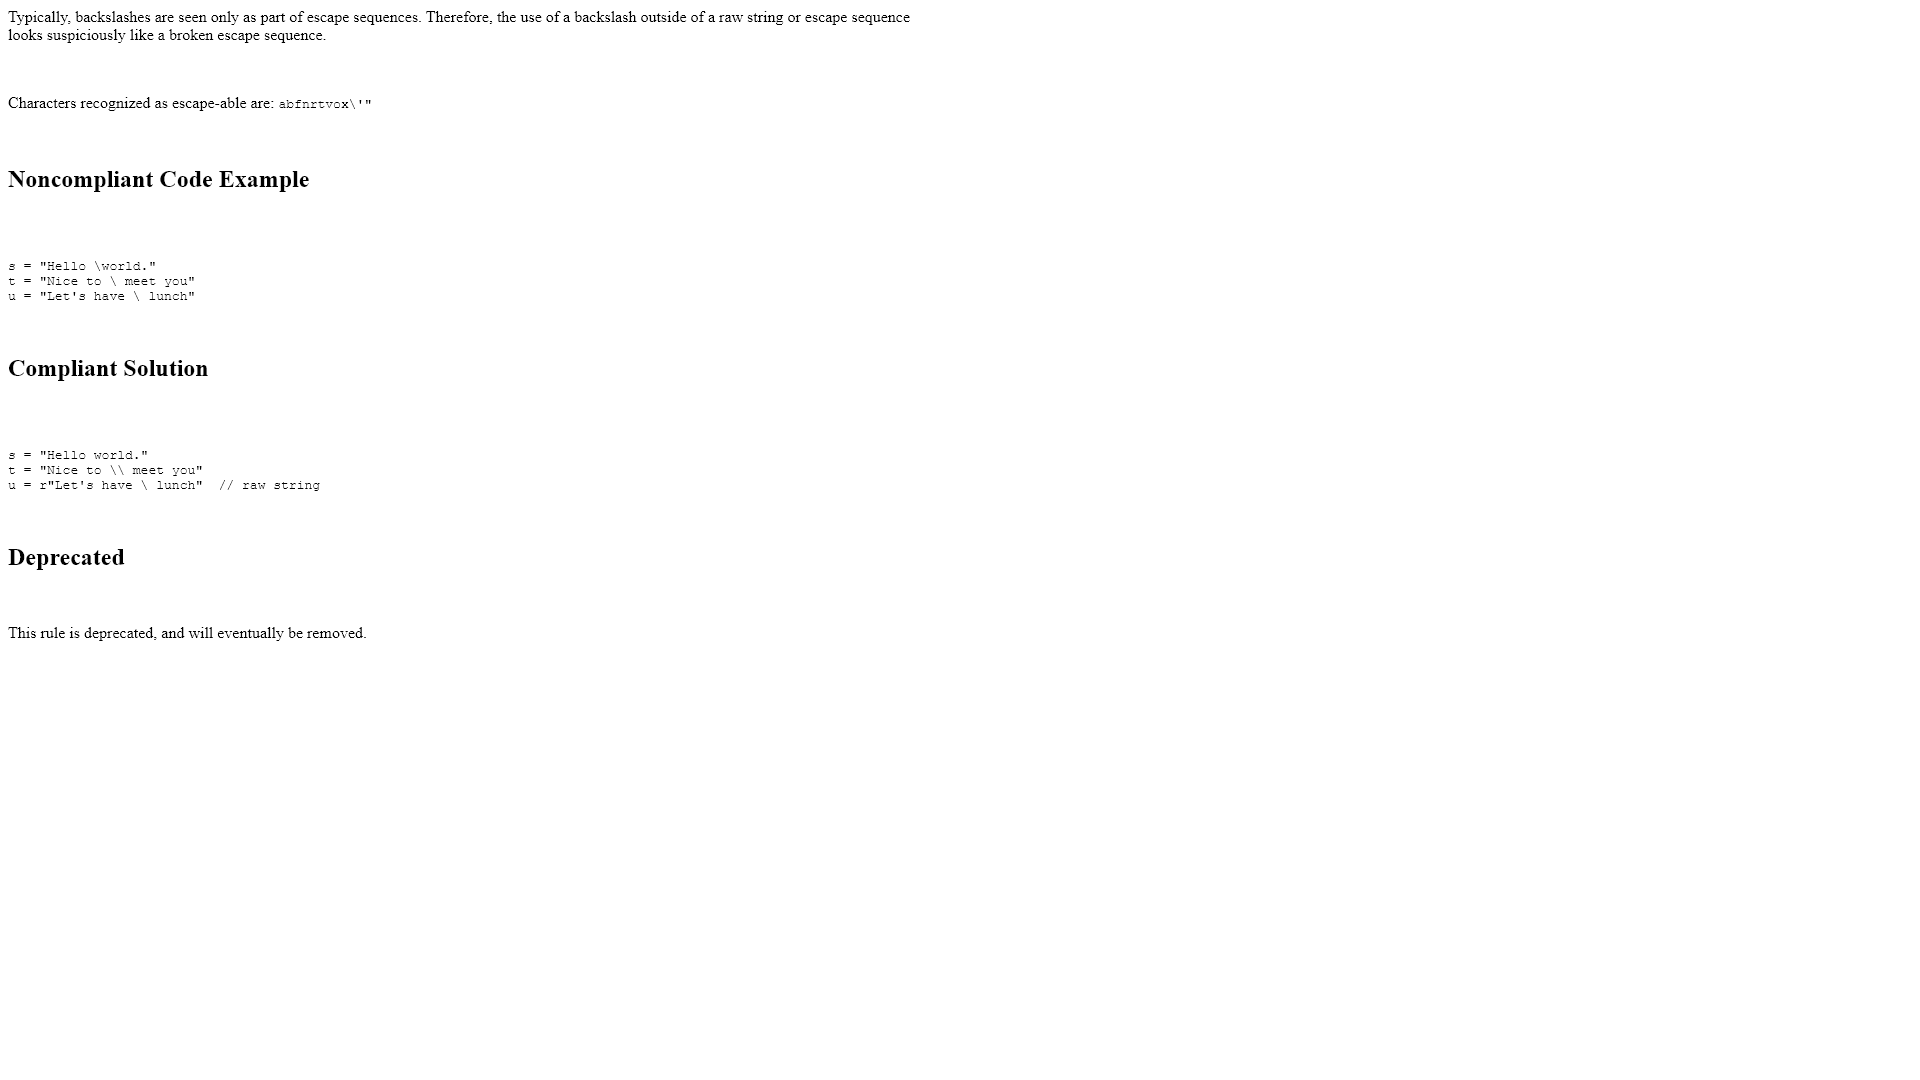 Typically, backslashes are seen only as part of escape sequences. Therefore, the use of a backslash outside of a raw string or escape sequence
looks suspiciously like a broken escape sequence.
Characters recognized as escape-able are: abfnrtvox\'"
Noncompliant Code Example
s = "Hello \world."
t = "Nice to \ meet you"
u = "Let's have \ lunch"
Compliant Solution
s = "Hello world."
t = "Nice to \\ meet you"
u = r"Let's have \ lunch"  // raw string
Deprecated
This rule is deprecated, and will eventually be removed.